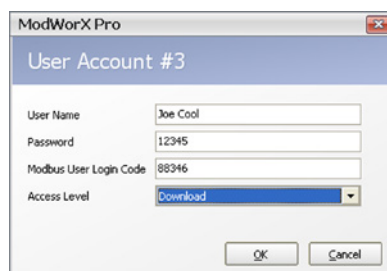 ModWorX Pro
User Account #3
User Name Joe Cool
Password 12345
Modbus User Login Code 88346
Access Level Download
OK Cancel